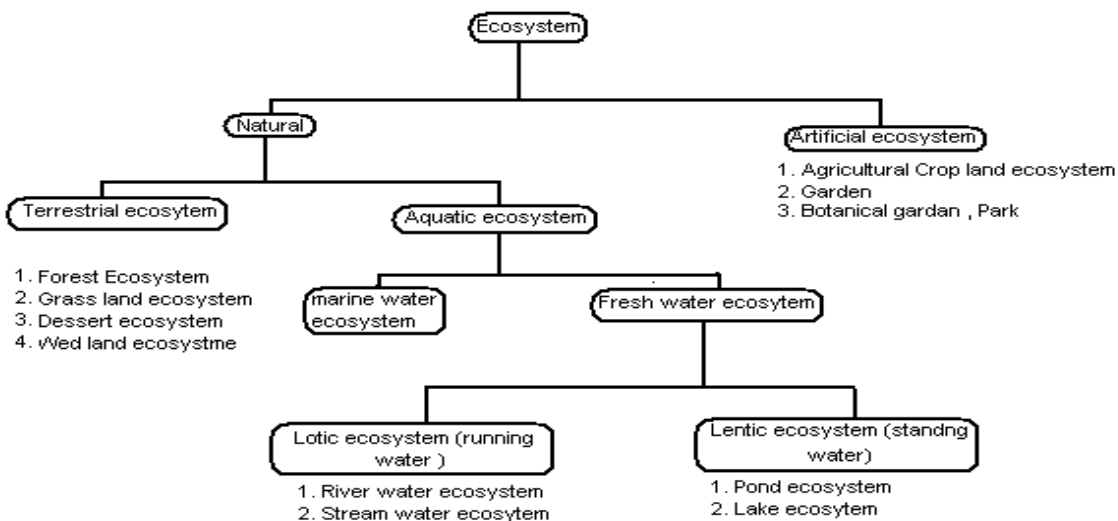 Ecosystem
Natural
Artificial ecosystem
1. Agricultural Crop land ecosystem
2. Garden
3. Botanical gardan , Park
Terrestrial ecosytem
Aquatic ecosystem
1. Forest Ecosystem
2. Grass land ecosystem
3. Dessert ecosystem
4. Wed land ecosystme
marine water
ecosystem
Fresh water ecosytem
Lotic ecosystem (running
water )
Lentic ecosystem (standng
water)
1. River water ecosystem
2. Stream water ecosytem
1. Pond ecosystem
2. Lake ecosytem